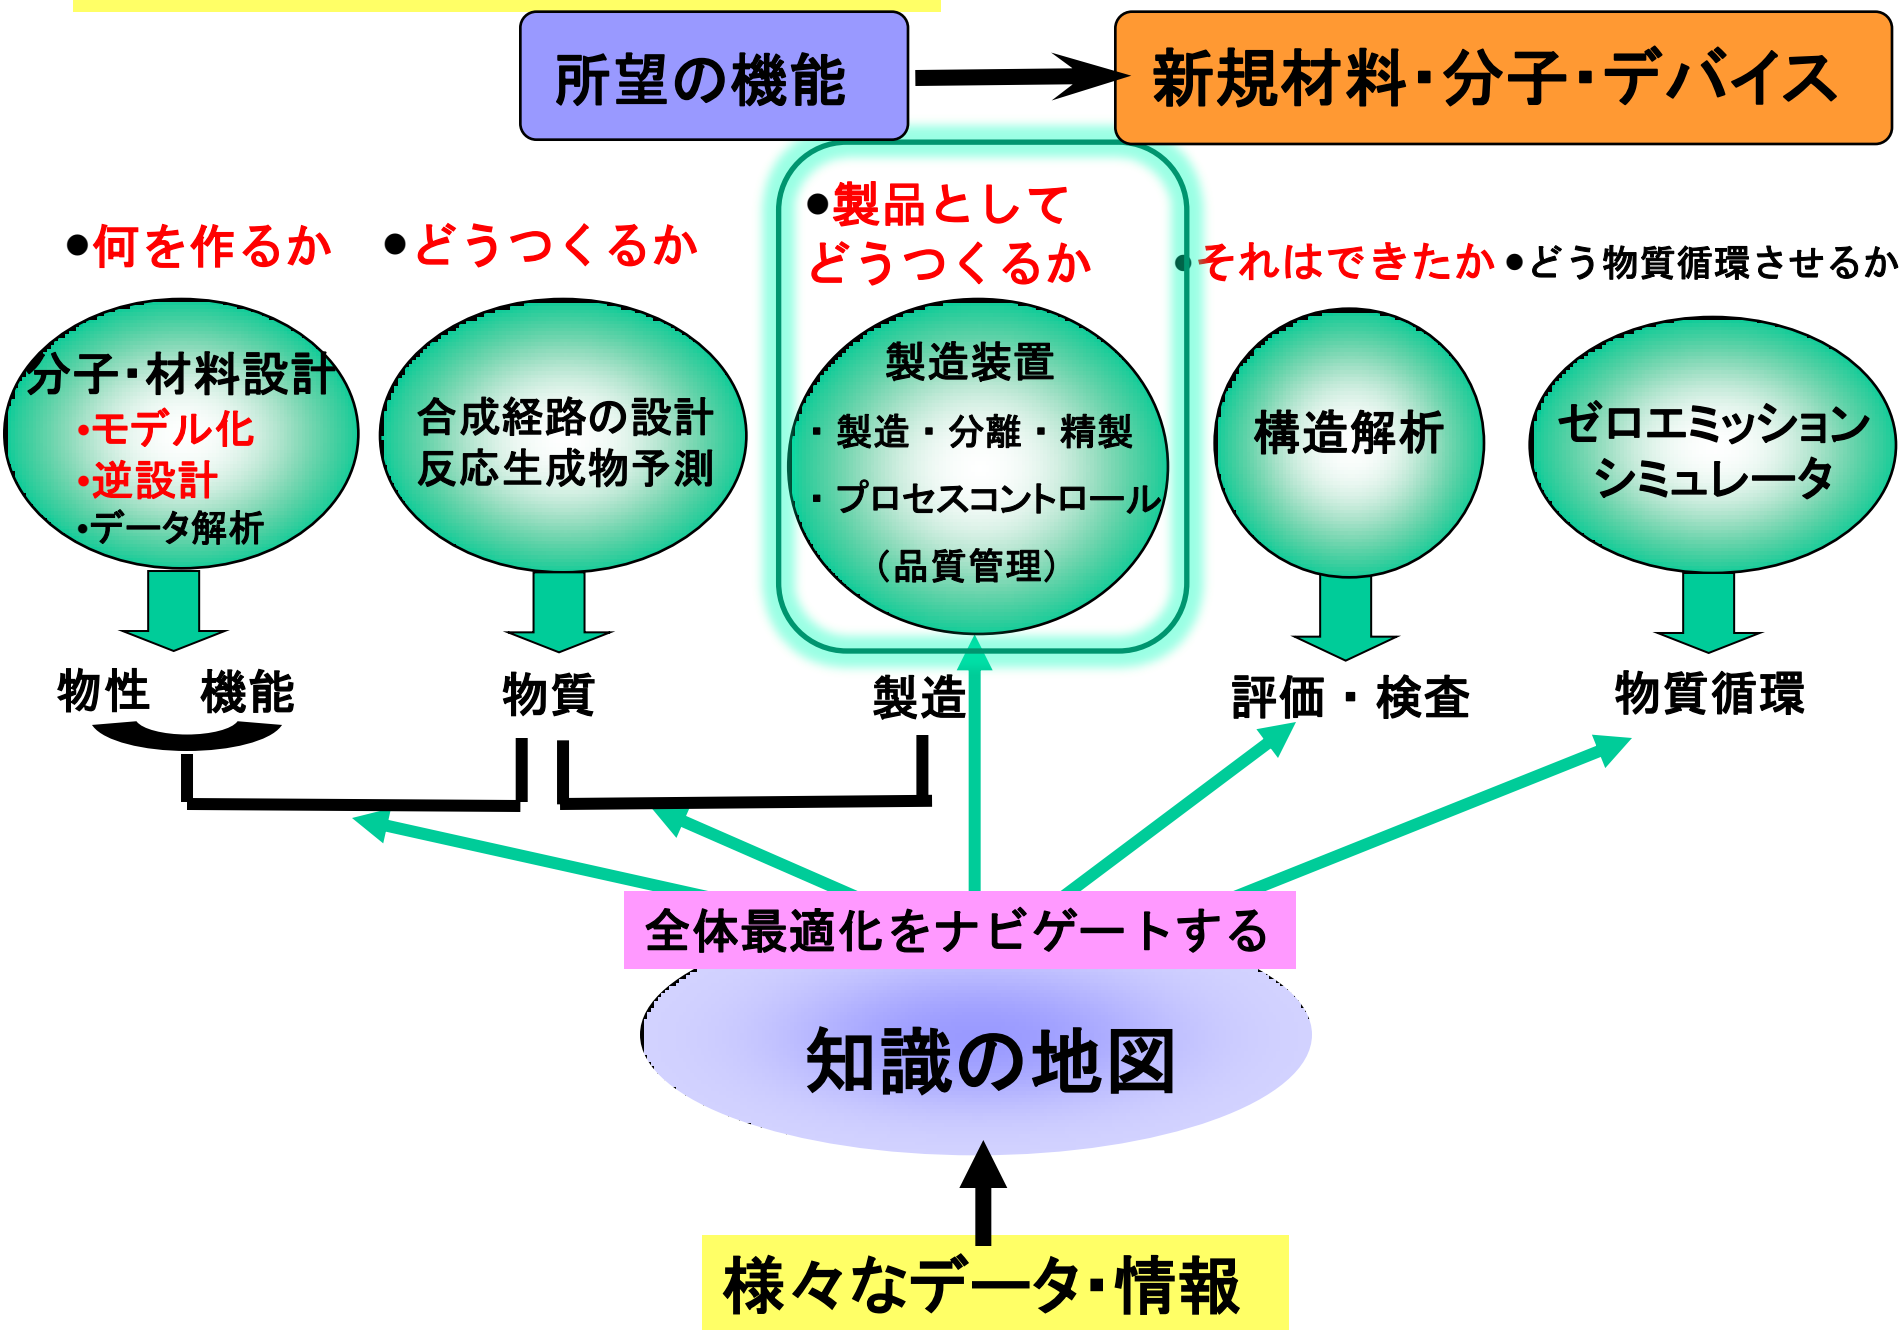 所望の機能
新規材料・分子・デバイス
●何を作るか
●どうつくるか
●製品として
どうつくるか
●それはできたか
●どう物質循環させるか
分子・材料設計
・モデル化
・逆設計
・データ解析
合成経路の設計
反応生成物予測
製造装置
・製造・分離・精製
・プロセスコントロール
（品質管理）
構造解析
ゼロエミッション
シミュレータ
物性　機能
物質
製造
評価・検査
物質循環
全体最適化をナビゲートする
知識の地図
様々なデータ・情報